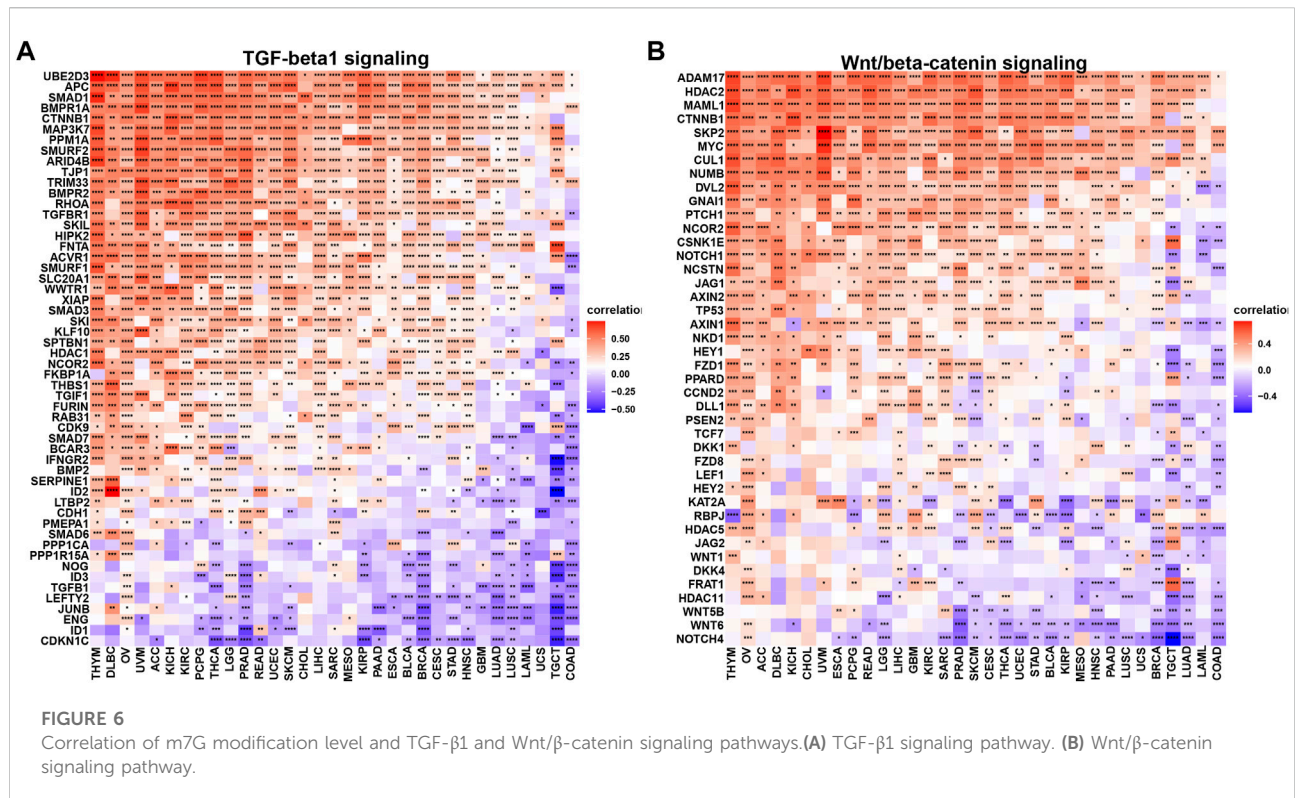 A
TGF-beta1 signaling
UBE2D3
APC
SMAD1
BMPR1A
CTNNB1
MAP3K7
PPM1A
SMURF2
ARID4B
TJP1
TRIM33
BMPR2
RHOA
TGFBR1
SKIL
HIPK2
FNTA
ACVR1
SMURF1
SLC20A1
WWTR1
XIAP
SMAD3
SKI
KLF10
SPTBN1
HDAC1
NCOR2
FKBP1A
THBS1
TGIF1
FURIN
RAB31
CDK9
SMAD7
BCAR3
IFNGR2
BMP2
SERPINE1
ID2
LTBP2
CDH1
PMEPA1
SMAD6
PPP1CA
PPP1R15A
NOG
ID3
TGFB1
LEFTY2
JUNB
ENG
ID1
CDKN1C
THYM DLBC OV UVM ACC KICH KIRC PCPG THCA LGG PRAD READ UCEC SKCM CHOL LIHC SARC MESO KIRP PAAD ESCA BLCA BRCA CESC STAD HNSC GBM LUAD LUSC LAML UCS TGCT COAD
correlation
0.50
0.25
0.00
−0.25
−0.50
B
Wnt/beta-catenin signaling
ADAM17
HDAC2
MAML1
CTNNB1
SKP2
MYC
CUL1
NUMB
DVL2
GNAI1
PTCH1
NCOR2
CSNK1E
NOTCH1
NCSTN
JAG1
AXIN2
TP53
AXIN1
NKD1
HEY1
FZD1
PPARD
CCND2
DLL1
PSEN2
TCF7
DKK1
FZD8
LEF1
HEY2
KAT2A
RBPJ
HDAC5
JAG2
WNT1
DKK4
FRAT1
HDAC11
WNT5B
WNT6
NOTCH4
THYM OV ACC DLBC KICH CHOL UVM ESCA PCPG READ LGG LIHC GBM KIRC SARC PRAD SKCM CESC THCA UCEC STAD BLCA KIRP MESO HNSC PAAD LUSC UCS BRCA TGCT LUAD LAML COAD
correlation
0.4
0.0
−0.4
FIGURE 6
Correlation of m7G modification level and TGF-β1 and Wnt/β-catenin signaling pathways.(A) TGF-β1 signaling pathway. (B) Wnt/β-catenin
signaling pathway.